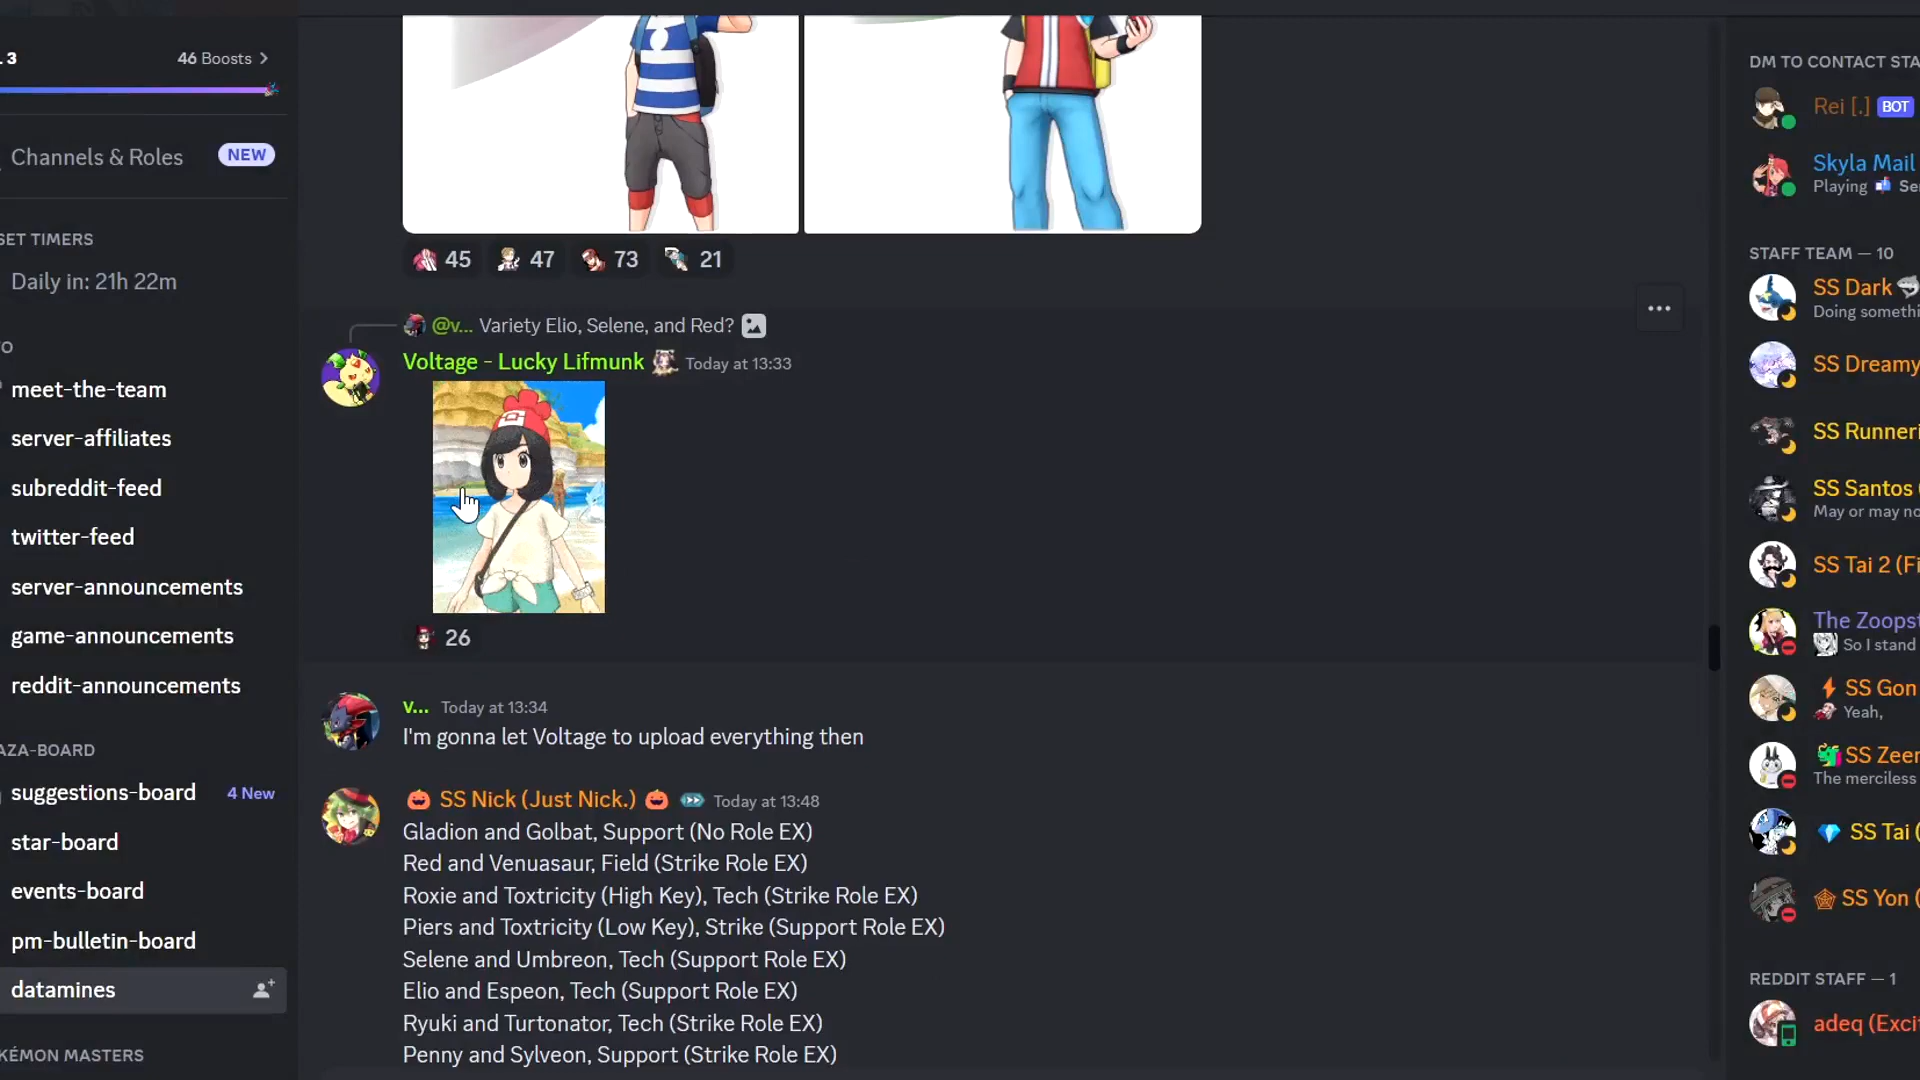 . 3
46 Boosts
Channels & Roles
NEW
SET TIMERS
Daily in: 21h 22m
O
meet-the-team
server-affiliates
subreddit-feed
twitter-feed
server-announcements
game-announcements
reddit-announcements
AZA-BOARD
suggestions-board
4 New
star-board
events-board
pm-bulletin-board
datamines
KÉMON MASTERS
45
47
73
21
@v... Variety Elio, Selene, and Red?
Voltage - Lucky Lifmunk Today at 13:33
26
v... Today at 13:34
I'm gonna let Voltage to upload everything then
SS Nick (Just Nick.) Today at 13:48
Gladion and Golbat, Support (No Role EX)
Red and Venuasaur, Field (Strike Role EX)
Roxie and Toxtricity (High Key), Tech (Strike Role EX)
Piers and Toxtricity (Low Key), Strike (Support Role EX)
Selene and Umbreon, Tech (Support Role EX)
Elio and Espeon, Tech (Support Role EX)
Ryuki and Turtonator, Tech (Strike Role EX)
Penny and Sylveon, Support (Strike Role EX)
DM TO CONTACT STA
Rei [.] BOT
Skyla Mail
Playing Se
STAFF TEAM — 10
SS Dark
Doing somethi
SS Dreamy
SS Runneri
SS Santos (
May or may no
SS Tai 2 (Fi
The Zoopst
So I stand
SS Gon
Yeah,
SS Zeer
The merciless
SS Tai (
SS Yon (
REDDIT STAFF — 1
adeq (Exci